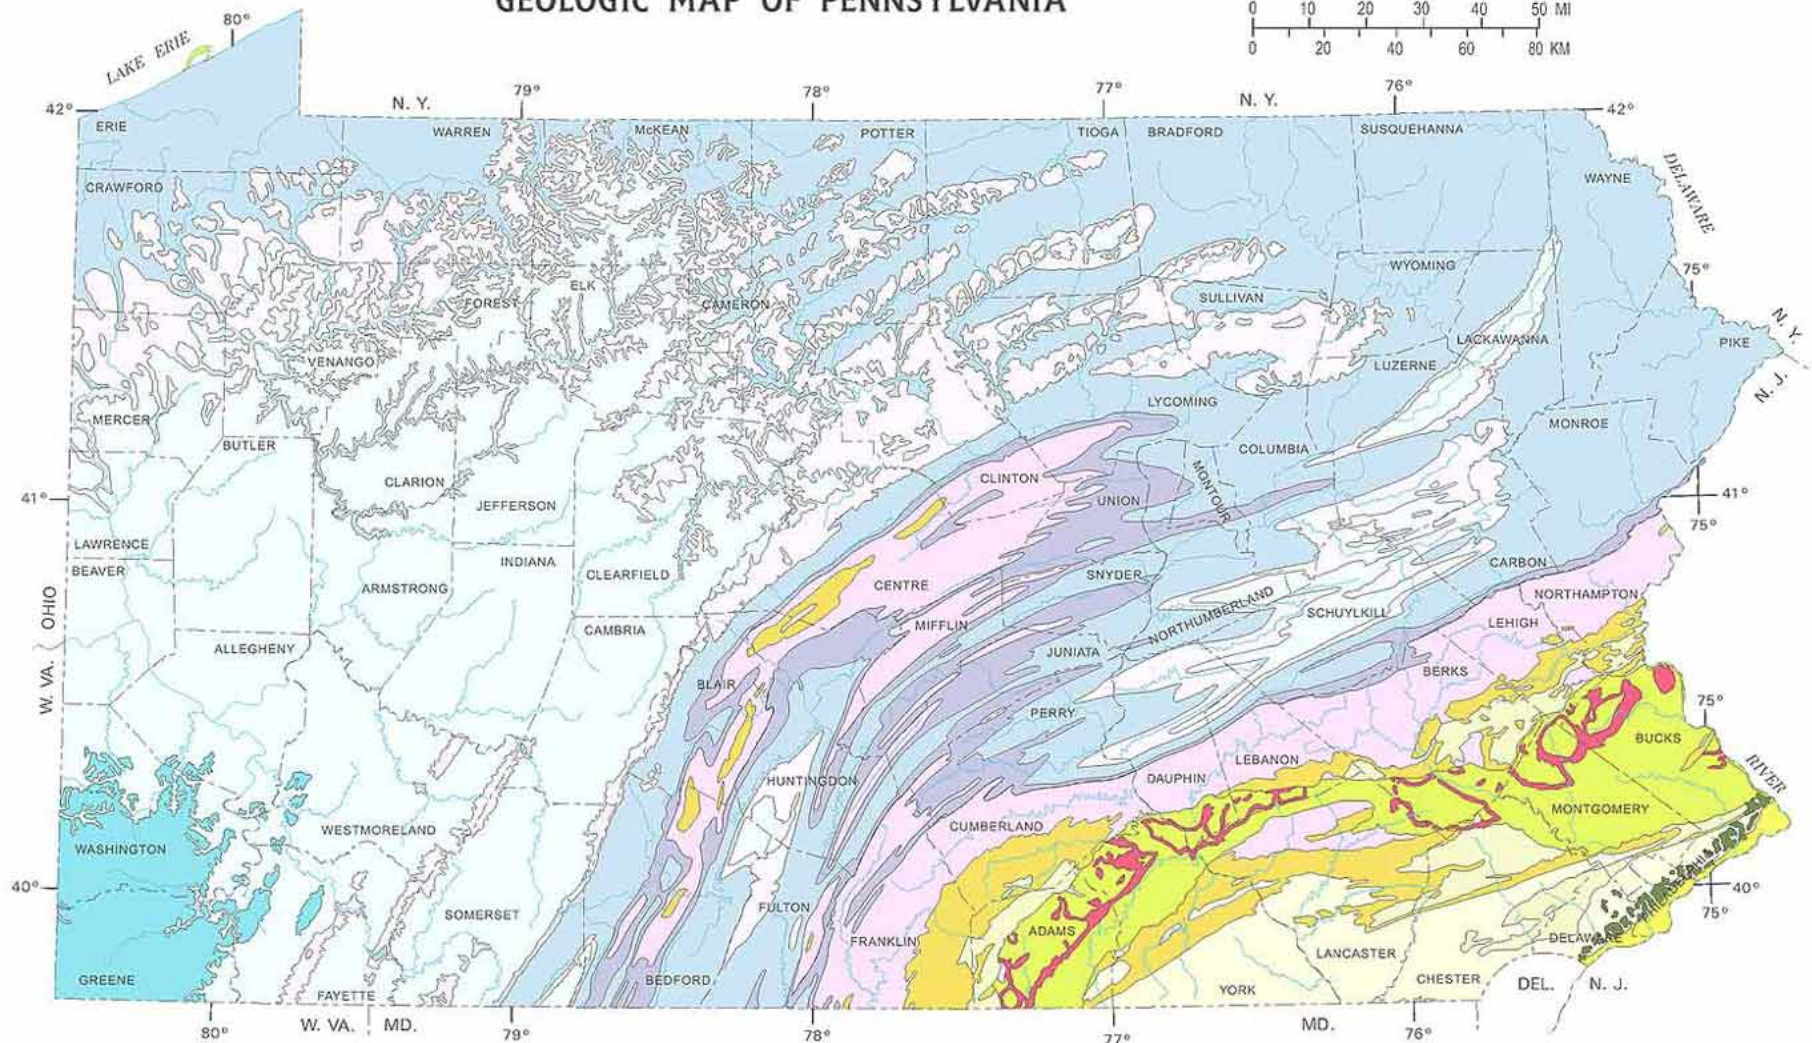 GEOLOGIC MAP OF PENNSYLVANIA
0 10 20 30 40 50 MI
0 20 40 60 80 KM
80°
LAKE ERIE
79°
N. Y.
78°
77°
N. Y.
76°
42°
42°
ERIE
WARREN
McKEAN
POTTER
TIOGA
BRADFORD
SUSQUEHANNA
CRAWFORD
WAYNE
DELAWARE
75°
WYOMING
FOREST
ELK
CAMERON
SULLIVAN
N. Y.
N. J.
VENANGO
LACKAWANNA
PIKE
LUZERNE
MERCER
LYCOMING
BUTLER
COLUMBIA
MONROE
CLARION
CLINTON
MONTOUR
41°
JEFFERSON
UNION
41°
75°
LAWRENCE
BEAVER
INDIANA
CLEARFIELD
ARMSTRONG
CENTRE
SNYDER
CARBON
OHIO
W. VA.
NORTHAMPTON
CAMBRIA
MIFFLIN
NORTHUMBERLAND
SCHUYLKILL
LEHIGH
ALLEGHENY
JUNIATA
BLAIR
BERKS
PERRY
75°
BUCKS
HUNTINGDON
DAUPHIN
LEBANON
RIVER
WESTMORELAND
CUMBERLAND
MONTGOMERY
WASHINGTON
40°
40°
75°
SOMERSET
FULTON
FRANKLIN
ADAMS
DELAWARE
LANCASTER
GREENE
BEDFORD
CHESTER
DEL.
N. J.
FAYETTE
YORK
80°
W. VA.
MD.
79°
78°
77°
MD.
76°